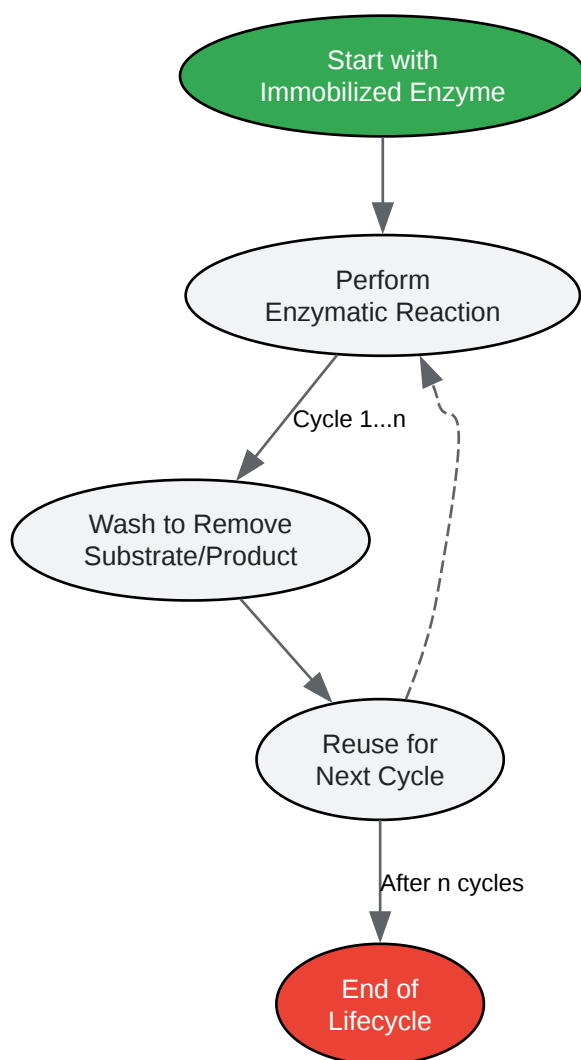 Start with
Immobilized Enzyme
Perform
Enzymatic Reaction
Cycle 1...n
Wash to Remove
Substrate/Product
Reuse for
Next Cycle
After n cycles
End of
Lifecycle